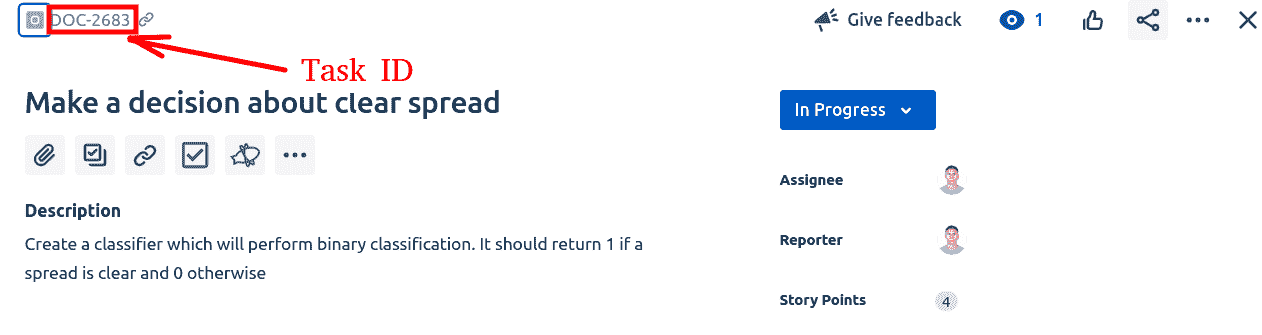 DOC-2683
Give feedback
1
Task ID
Make a decision about clear spread
In Progress
Assignee
Description
Create a classifier which will perform binary classification. It should return 1 if a
spread is clear and 0 otherwise
Reporter
Story Points
4